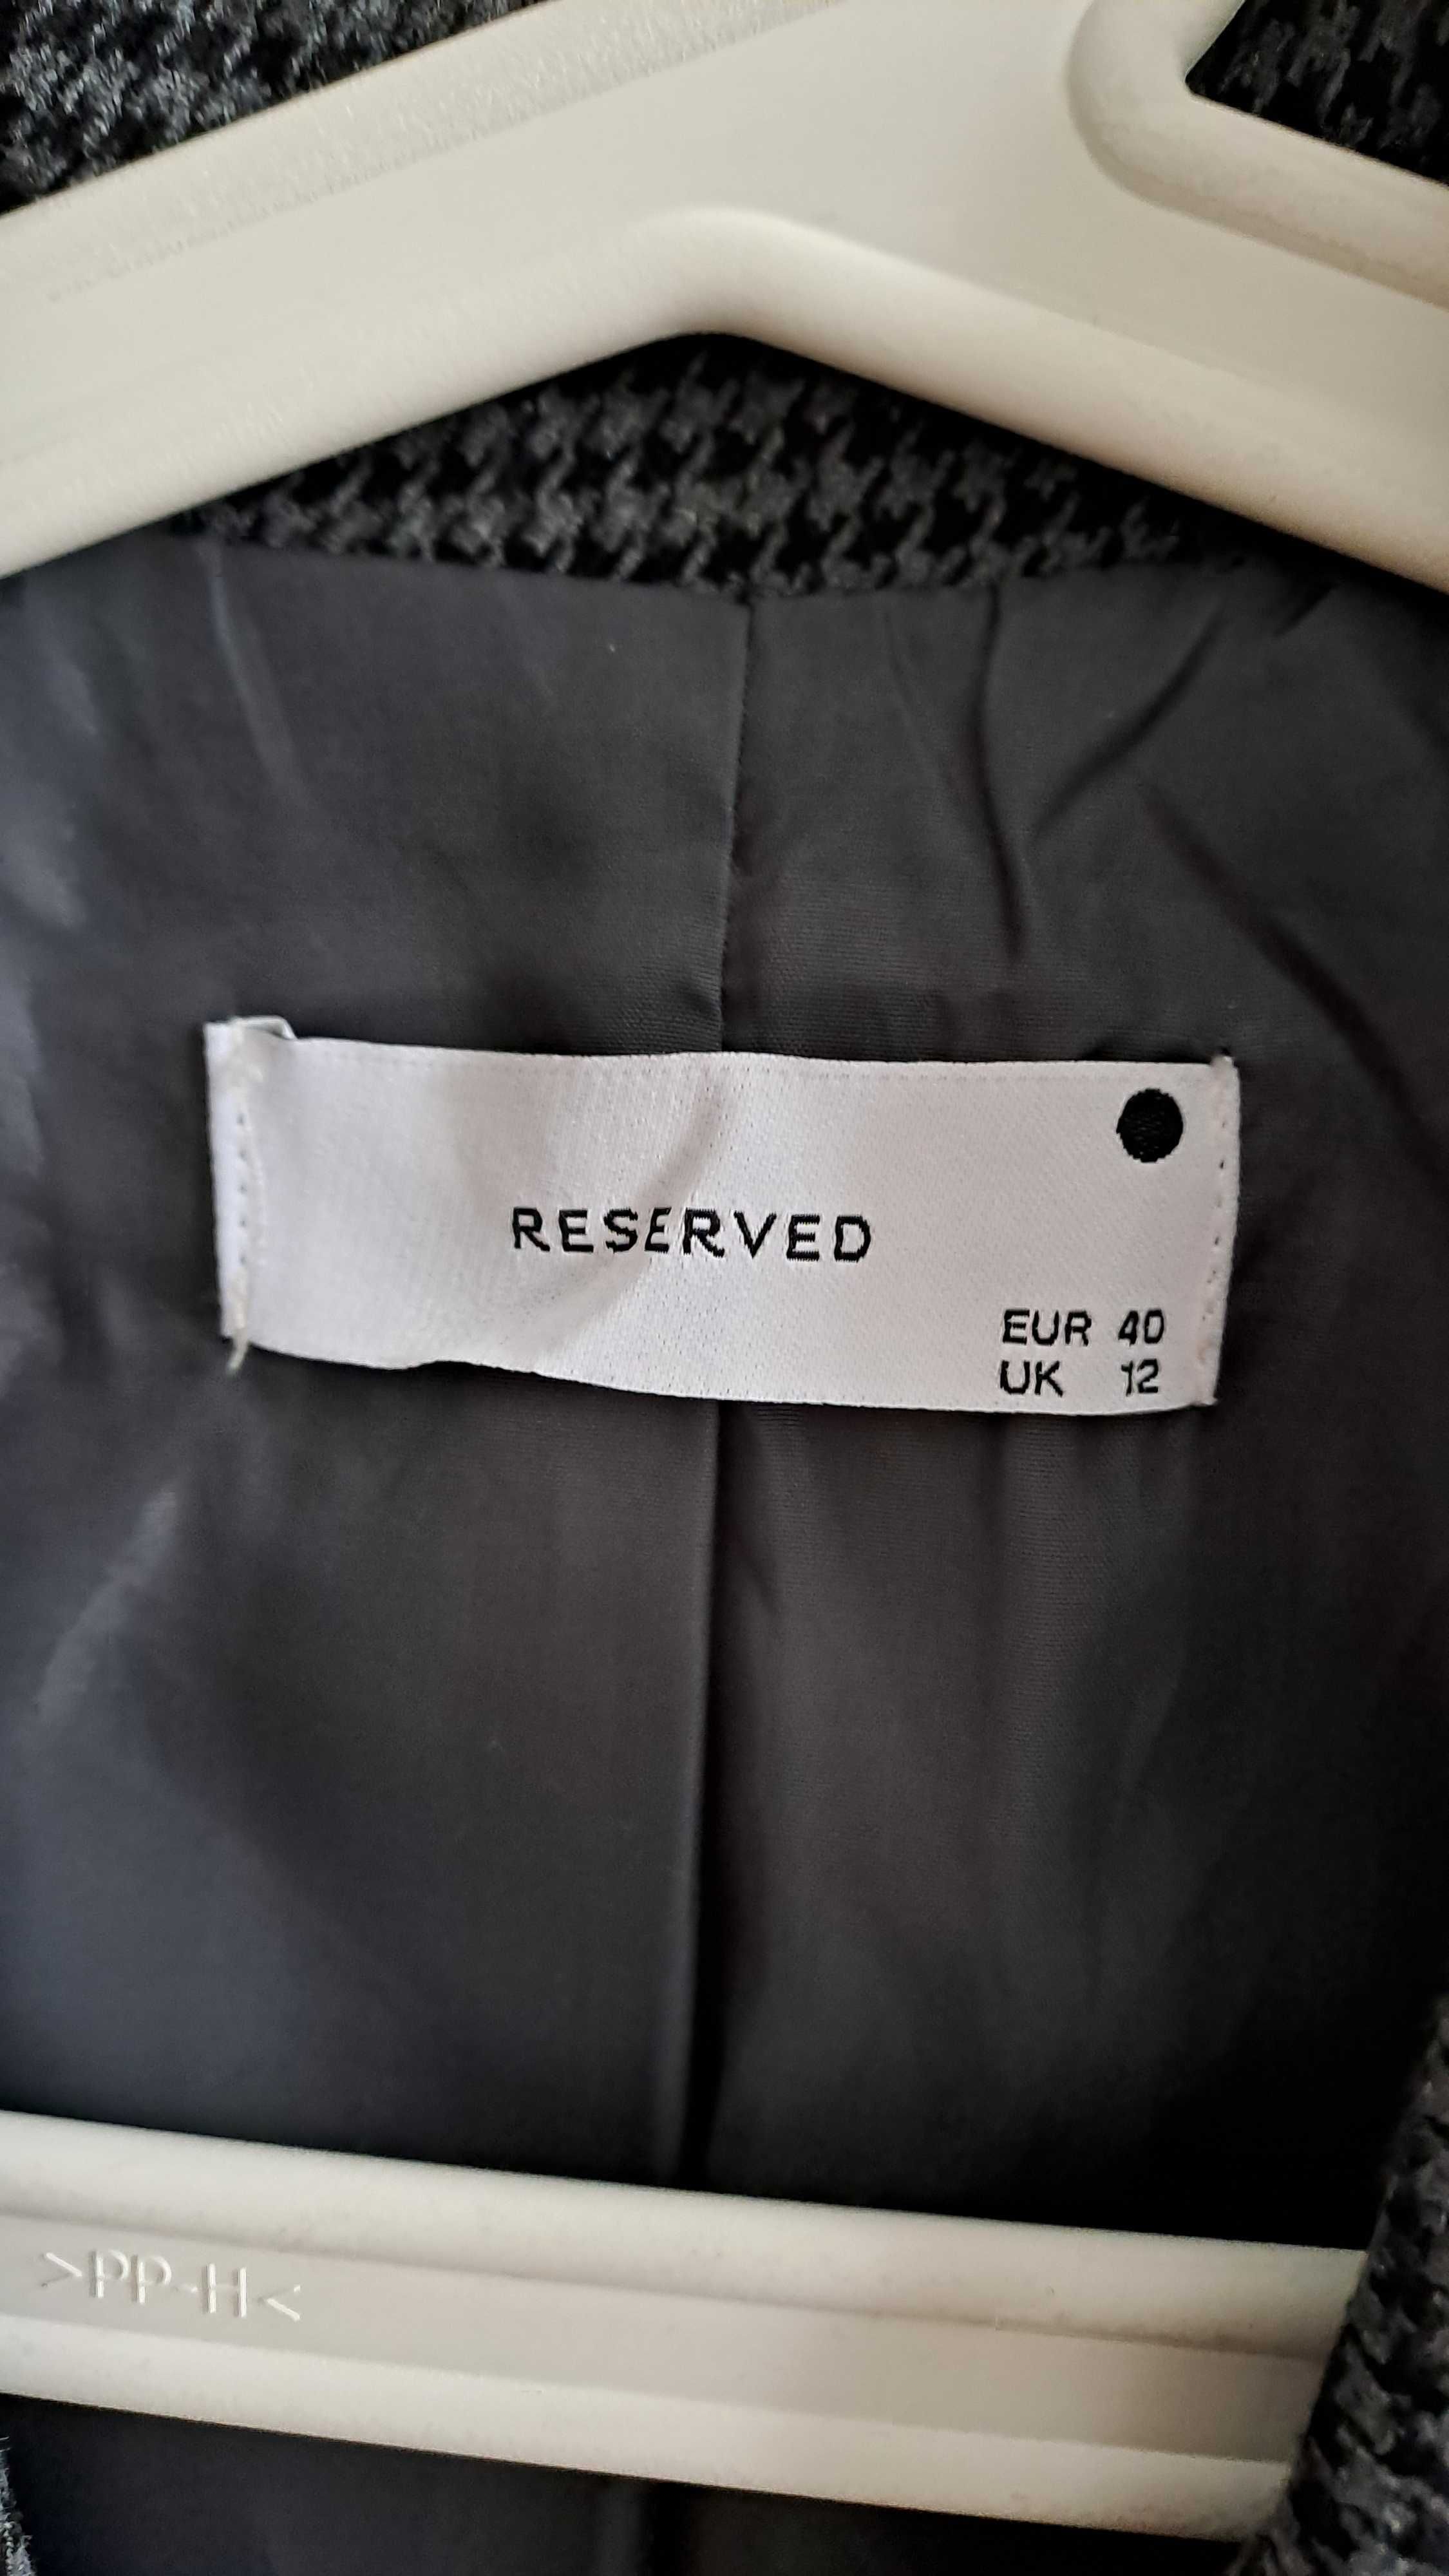 RESERVED
EUR 40
UK 12
>PP-H<